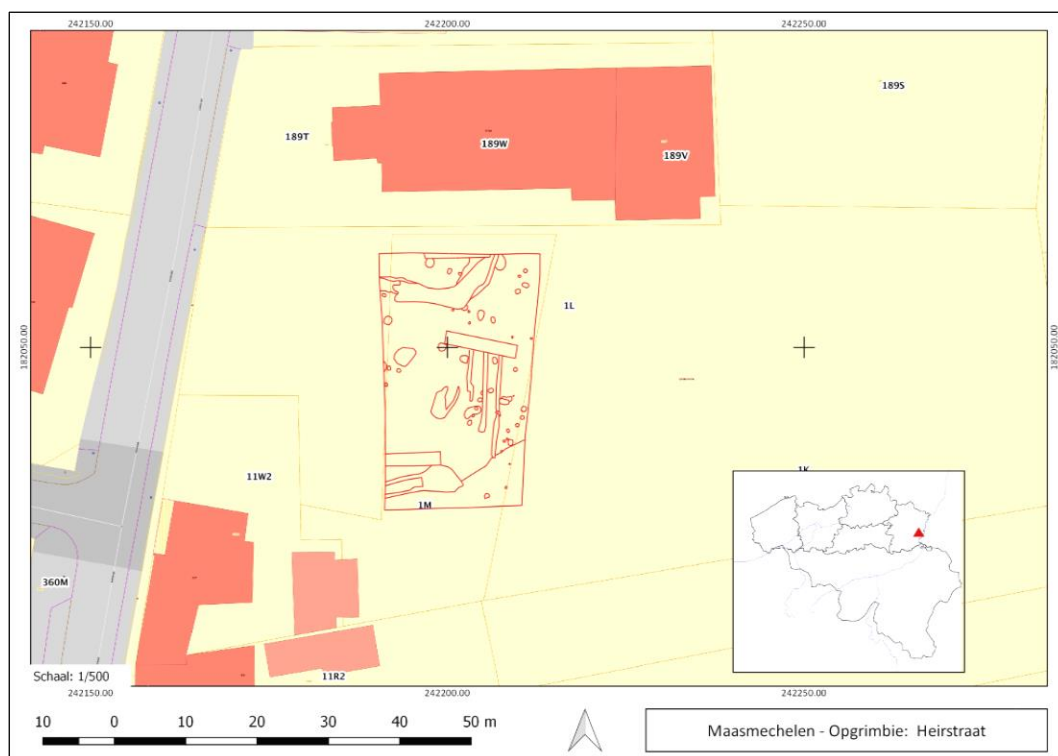 242150.00 242200.00 242250.00
189S
189T
189W
189V
1L
182050.00 182050.00
11W2
1K
1M
360M
11R2
Schaal: 1/500
242150.00 242200.00 242250.00
10 0 10 20 30 40 50 m
Maasmechelen - Opgrimbie: Heirstraat